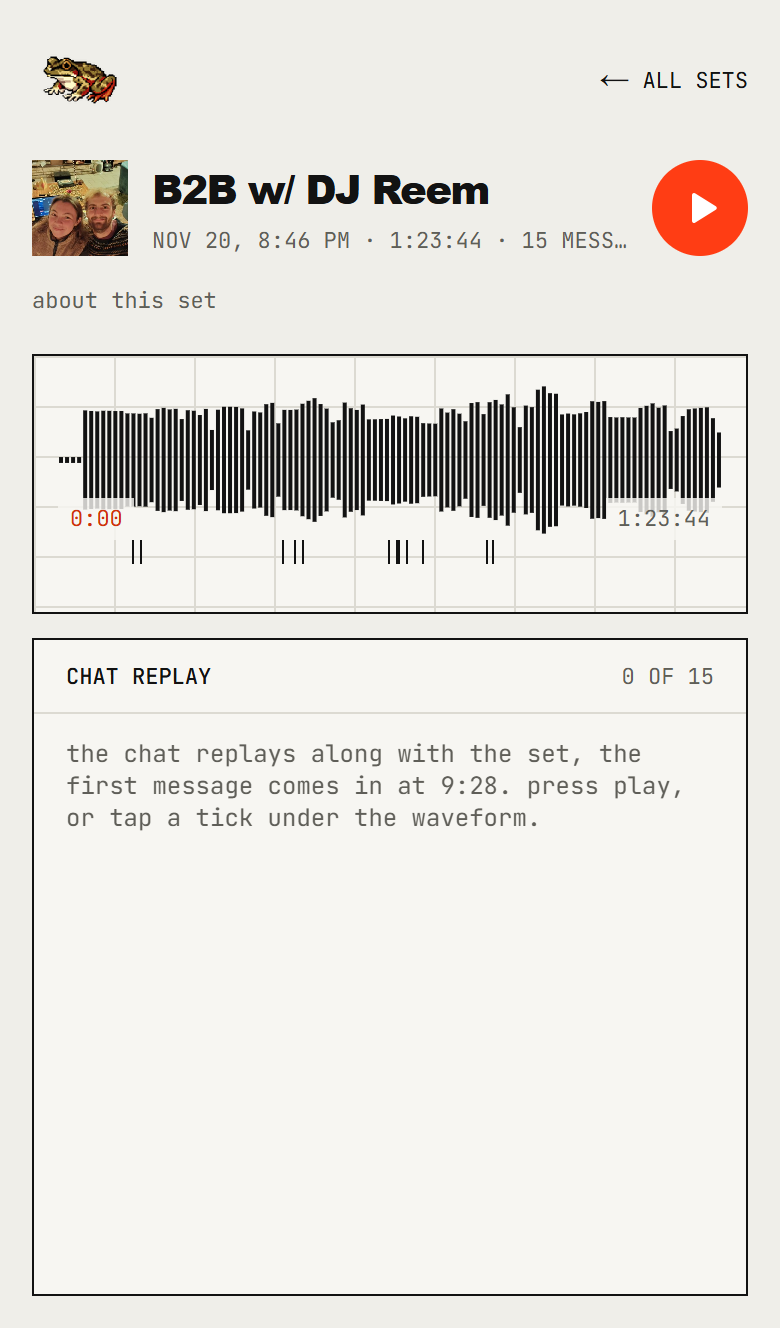 ← ALL SETS
B2B w/ DJ Reem
NOV 20, 8:46 PM · 1:23:44 · 15 MESS…
about this set
0:00
1:23:44
CHAT REPLAY
0 OF 15
the chat replays along with the set, the
first message comes in at 9:28. press play,
or tap a tick under the waveform.